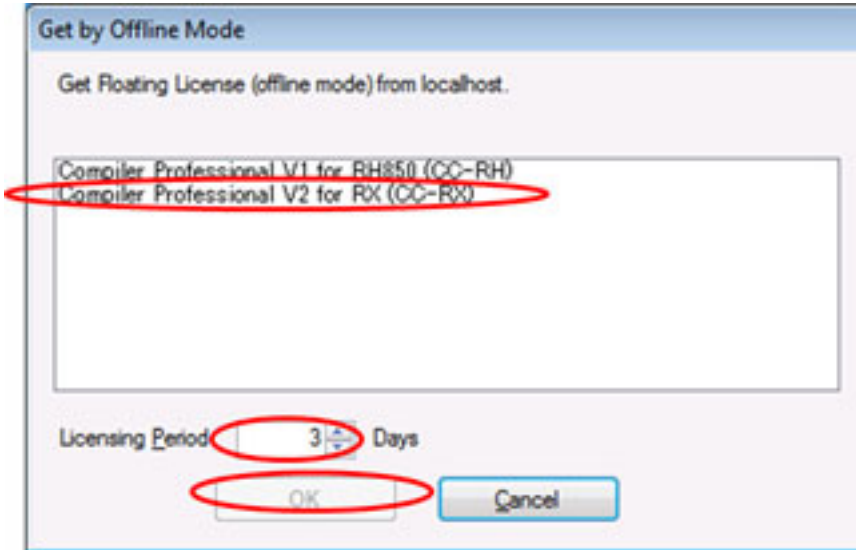 Get by Offline Mode
Get Floating License (offline mode) from localhost.
Compiler Professional V1 for RH850 (CC-RH)
Compiler Professional V2 for RX (CC-RX)
Licensing Period 3 Days
OK Cancel